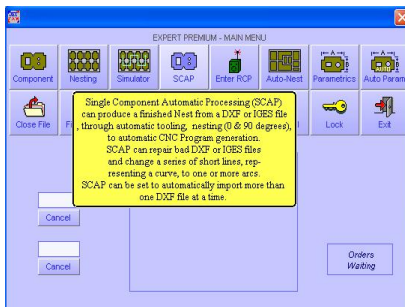 EXPERT PREMIUM - MAIN MENU
Component Nesting Simulator SCAP Enter RCP Auto-Nest Parametrics Auto Param
Close File Lock Exit
Single Component Automatic Processing (SCAP)
can produce a finished Nest from a DXF or IGES file
, through automatic tooling, nesting (0 & 90 degrees),
to automatic CNC Program generation.
SCAP can repair bad DXF or IGES files
and change a series of short lines, rep-
resenting a curve, to one or more arcs.
SCAP can be set to automatically import more than
one DXF file at a time.
Cancel
Cancel
Orders
Waiting